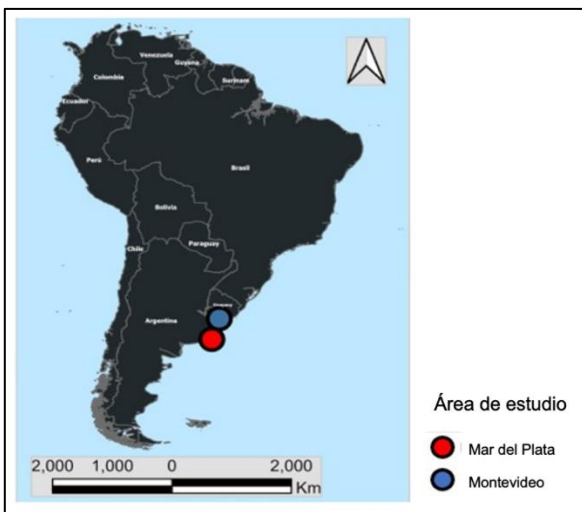 Venezuela
Guyana
Colombia
Surinam
Ecuador
Perú
Brasil
Bolivia
Paraguay
Chile
Argentina
Área de estudio
Mar del Plata
Montevideo
2,000 1,000 0 2,000
Km